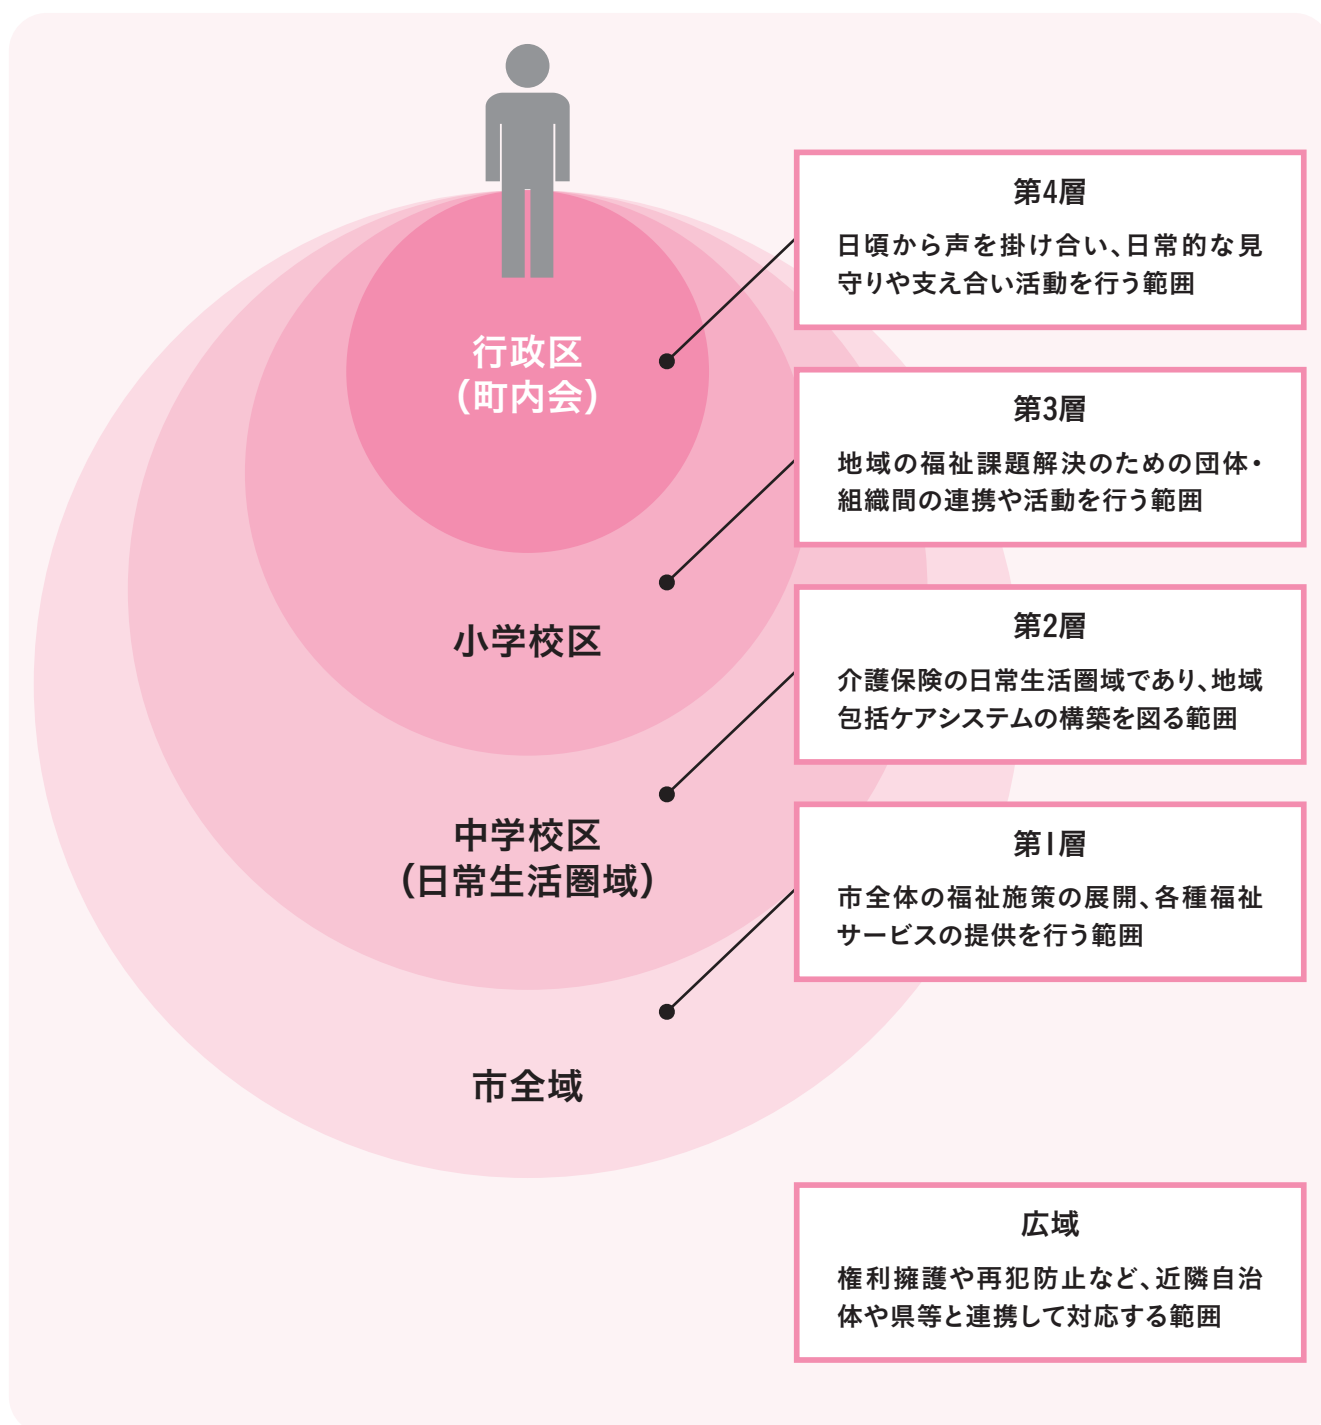 第4層
日頃から声を掛け合い、日常的な見
守りや支え合い活動を行う範囲
行政区
(町内会)
第3層
地域の福祉課題解決のための団体・
組織間の連携や活動を行う範囲
小学校区
第2層
介護保険の日常生活圏域であり、地域
包括ケアシステムの構築を図る範囲
中学校区
(日常生活圏域)
第1層
市全体の福祉施策の展開、各種福祉
サービスの提供を行う範囲
市全域
広域
権利擁護や再犯防止など、近隣自治
体や県等と連携して対応する範囲